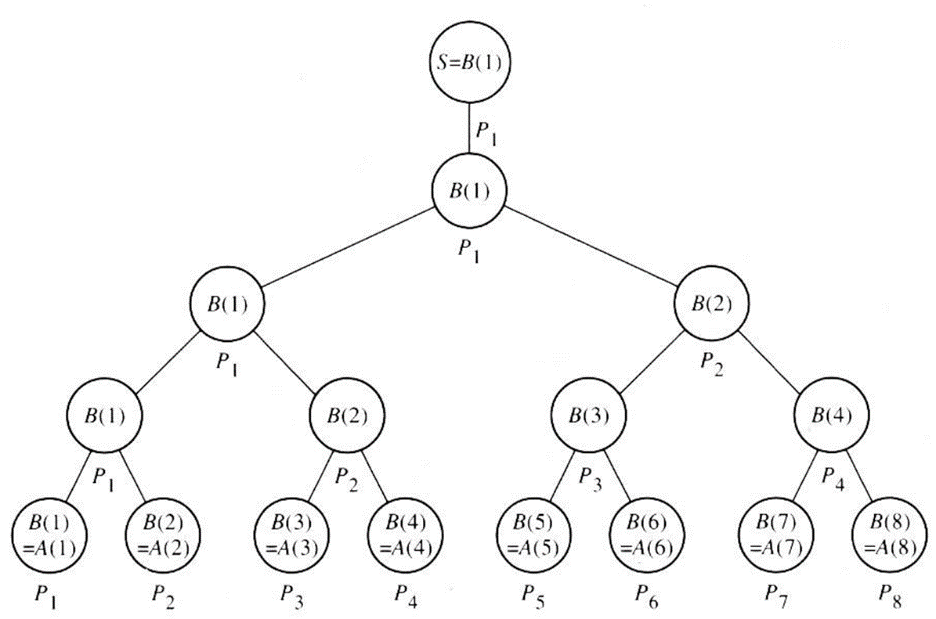 S=B(1)
P1
B(1)
P1
B(1)
B(2)
P1
P2
B(1)
B(2)
B(3)
B(4)
P1
P2
P3
P4
B(1)
=A(1)
B(2)
=A(2)
B(3)
=A(3)
B(4)
=A(4)
B(5)
=A(5)
B(6)
=A(6)
B(7)
=A(7)
B(8)
=A(8)
P1
P2
P3
P4
P5
P6
P7
P8